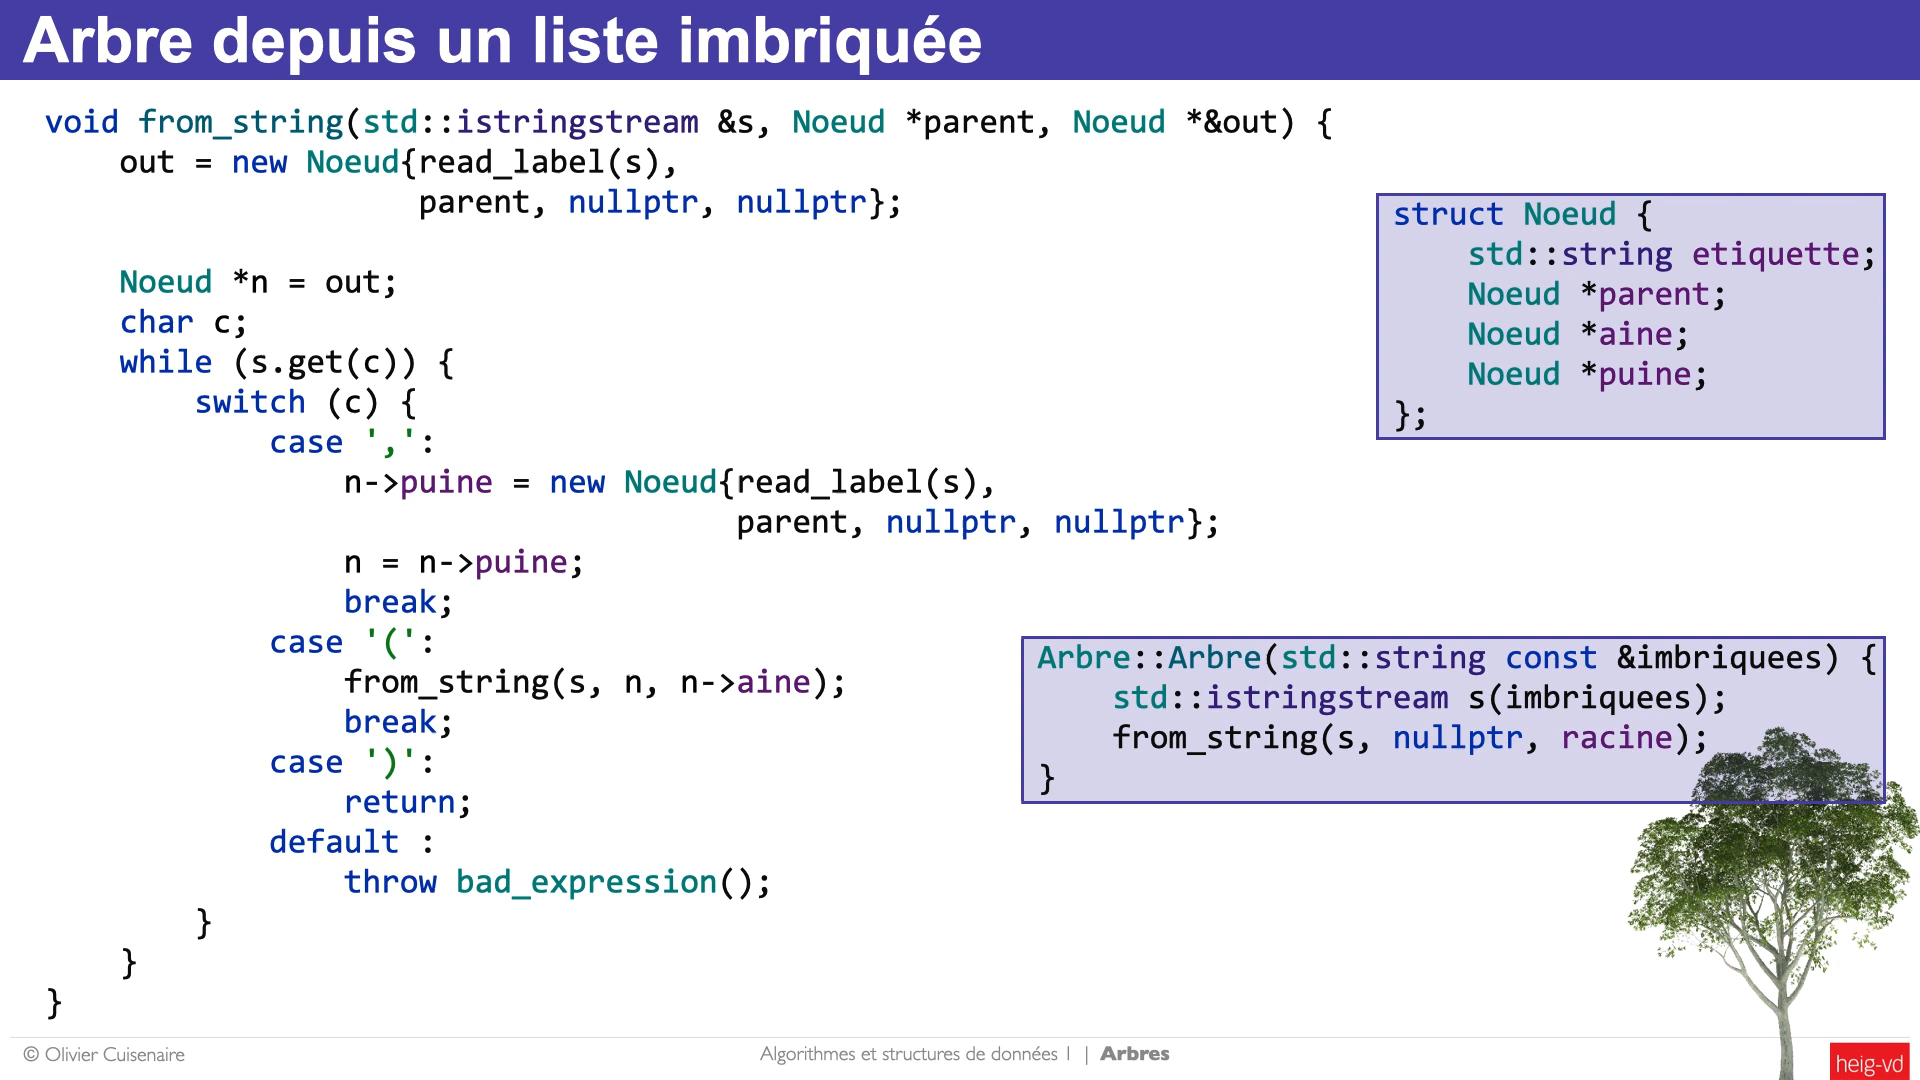 Arbre depuis un liste imbriquée
void from_string(std::istringstream &s, Noeud *parent, Noeud *&out) {
    out = new Noeud{read_label(s),
                    parent, nullptr, nullptr};
    Noeud *n = out;
    char c;
    while (s.get(c)) {
        switch (c) {
            case ',':
                n->puine = new Noeud{read_label(s),
                                     parent, nullptr, nullptr};
                n = n->puine;
                break;
            case '(':
                from_string(s, n, n->aine);
                break;
            case ')':
                return;
            default :
                throw bad_expression();
        }
    }
}
struct Noeud {
    std::string etiquette;
    Noeud *parent;
    Noeud *aine;
    Noeud *puine;
};
Arbre::Arbre(std::string const &imbriquees) {
    std::istringstream s(imbriquees);
    from_string(s, nullptr, racine);
}
© Olivier Cuisenaire
Algorithmes et structures de données 1 | Arbres
heig-vd